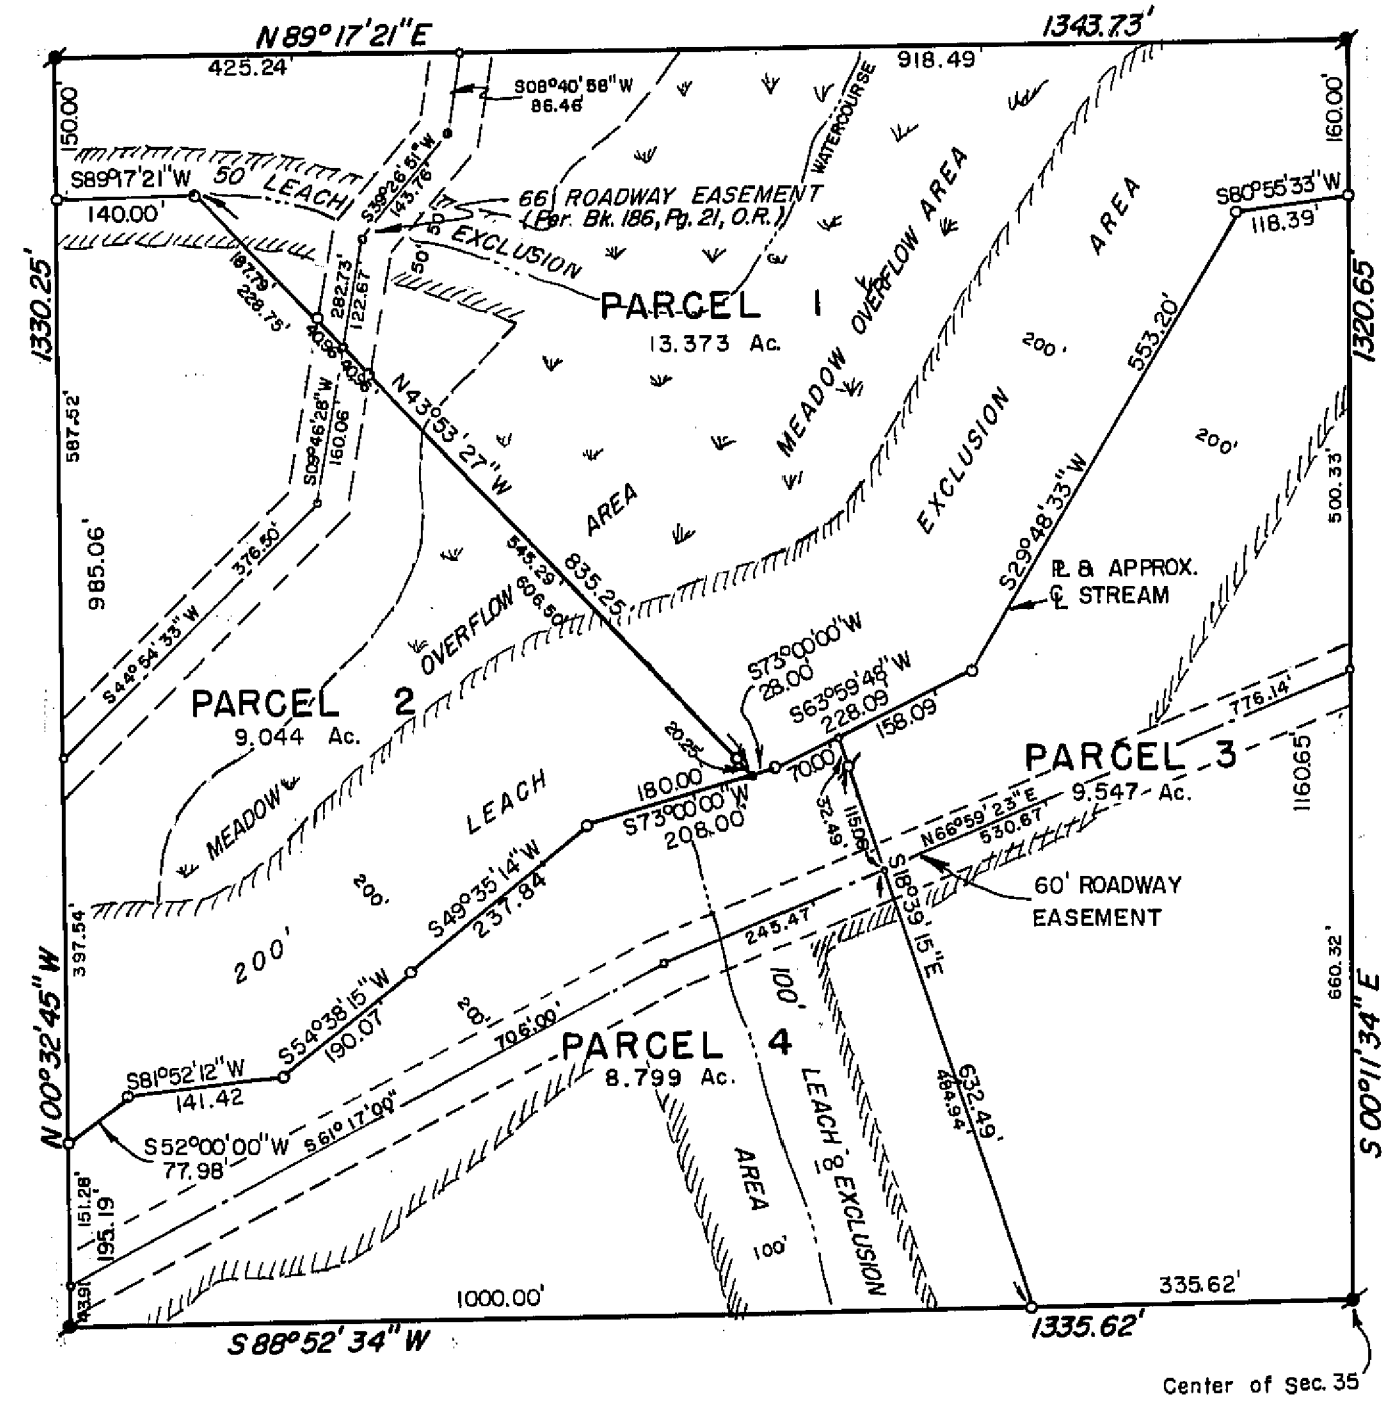 N 89°17'21"E
1343.73'
425.24'
918.49'
S08°40'58"W
86.46'
150.00'
160.00'
WATERCOURSE
S89°17'21"W
140.00'
50' LEACH
S39°26'51"W
143.76'
66' ROADWAY EASEMENT
(Per. Bk. 186, Pg. 21, O.R.)
50'
50'
EXCLUSION
S80°55'33"W
118.39'
1330.25'
1320.65'
187.79'
228.75'
282.73'
122.67'
40.96'
40.96'
PARCEL 1
13.373 Ac.
MEADOW OVERFLOW AREA
AREA
200'
EXCLUSION
553.20'
S29°48'33"W
200'
587.52'
S09°46'28"W
160.06'
N43°53'27"W
835.25'
545.29'
606.50'
AREA
500.33'
985.06'
376.50'
S44°54'33"W
OVERFLOW
PL & APPROX.
CL STREAM
S73°00'00"W
28.00'
S63°59'48"W
228.09'
158.09'
70.00'
20.25'
PARCEL 2
9.044 Ac.
MEADOW
LEACH
180.00'
S73°00'00"W
208.00'
776.14'
PARCEL 3
9.547 Ac.
1160.65'
32.49'
115.06'
N66°59'23"E
530.67'
60' ROADWAY
EASEMENT
S49°35'14"W
237.84
200'
200'
S18°39'15"E
245.47'
397.54'
S54°38'15"W
190.07'
200'
706.00'
100'
660.32'
N 00°32'45"W
S 00°11'34"E
PARCEL 4
8.799 Ac.
S81°52'12"W
141.42
S52°00'00"W
77.98'
S61°17'00"
LEACH
100'
EXCLUSION
632.49'
484.94'
AREA
100'
151.28'
195.19'
43.91'
1000.00'
335.62'
S 88°52'34"W
1335.62'
Center of Sec. 35